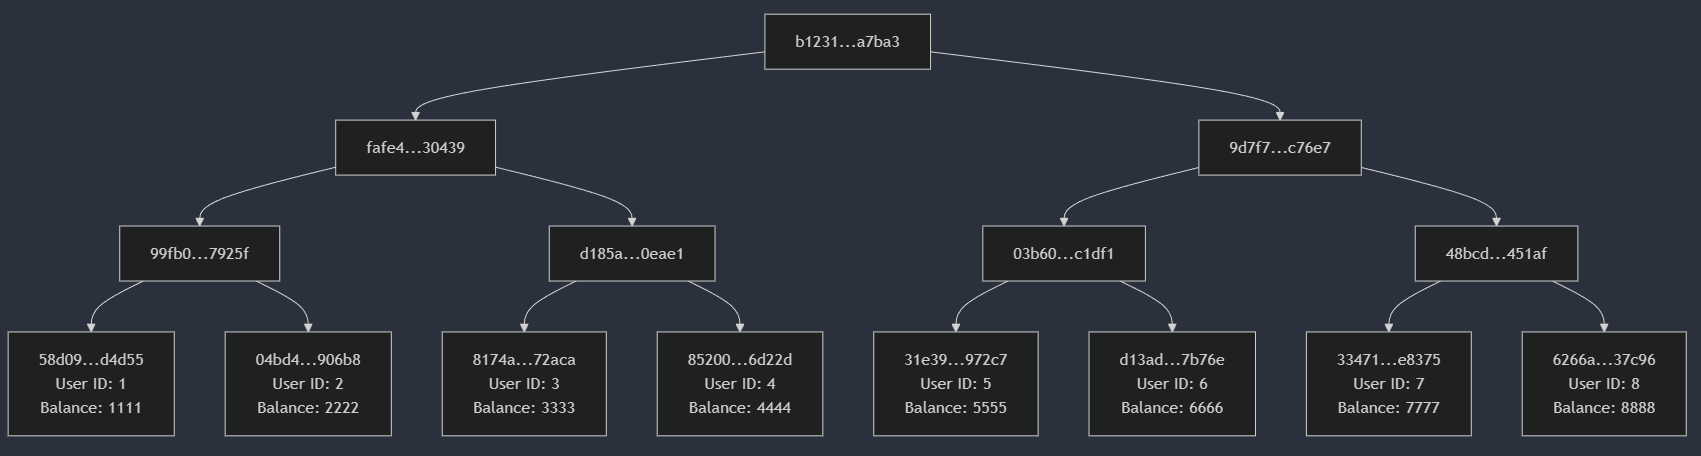 b1231...a7ba3
fafe4...30439
9d7f7...c76e7
99fb0...7925f
d185a...0eae1
03b60...c1df1
48bcd...451af
58d09...d4d55
User ID: 1
Balance: 1111
04bd4...906b8
User ID: 2
Balance: 2222
8174a...72aca
User ID: 3
Balance: 3333
85200...6d22d
User ID: 4
Balance: 4444
31e39...972c7
User ID: 5
Balance: 5555
d13ad...7b76e
User ID: 6
Balance: 6666
33471...e8375
User ID: 7
Balance: 7777
6266a...37c96
User ID: 8
Balance: 8888